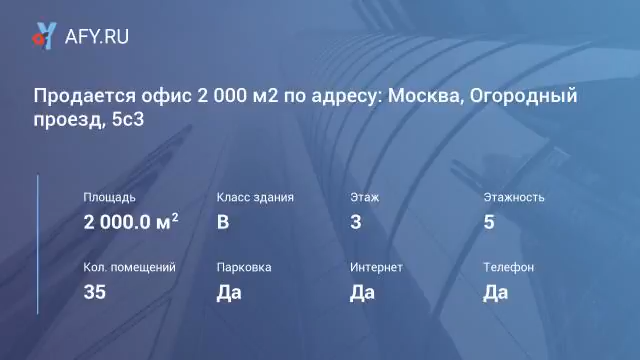 AFY.RU
Продается офис 2 000 м2 по адресу: Москва, Огородный
проезд, 5с3
Площадь Класс здания Этаж Этажность
2 000.0 м² B 3 5
Кол. помещений Парковка Интернет Телефон
35 Да Да Да